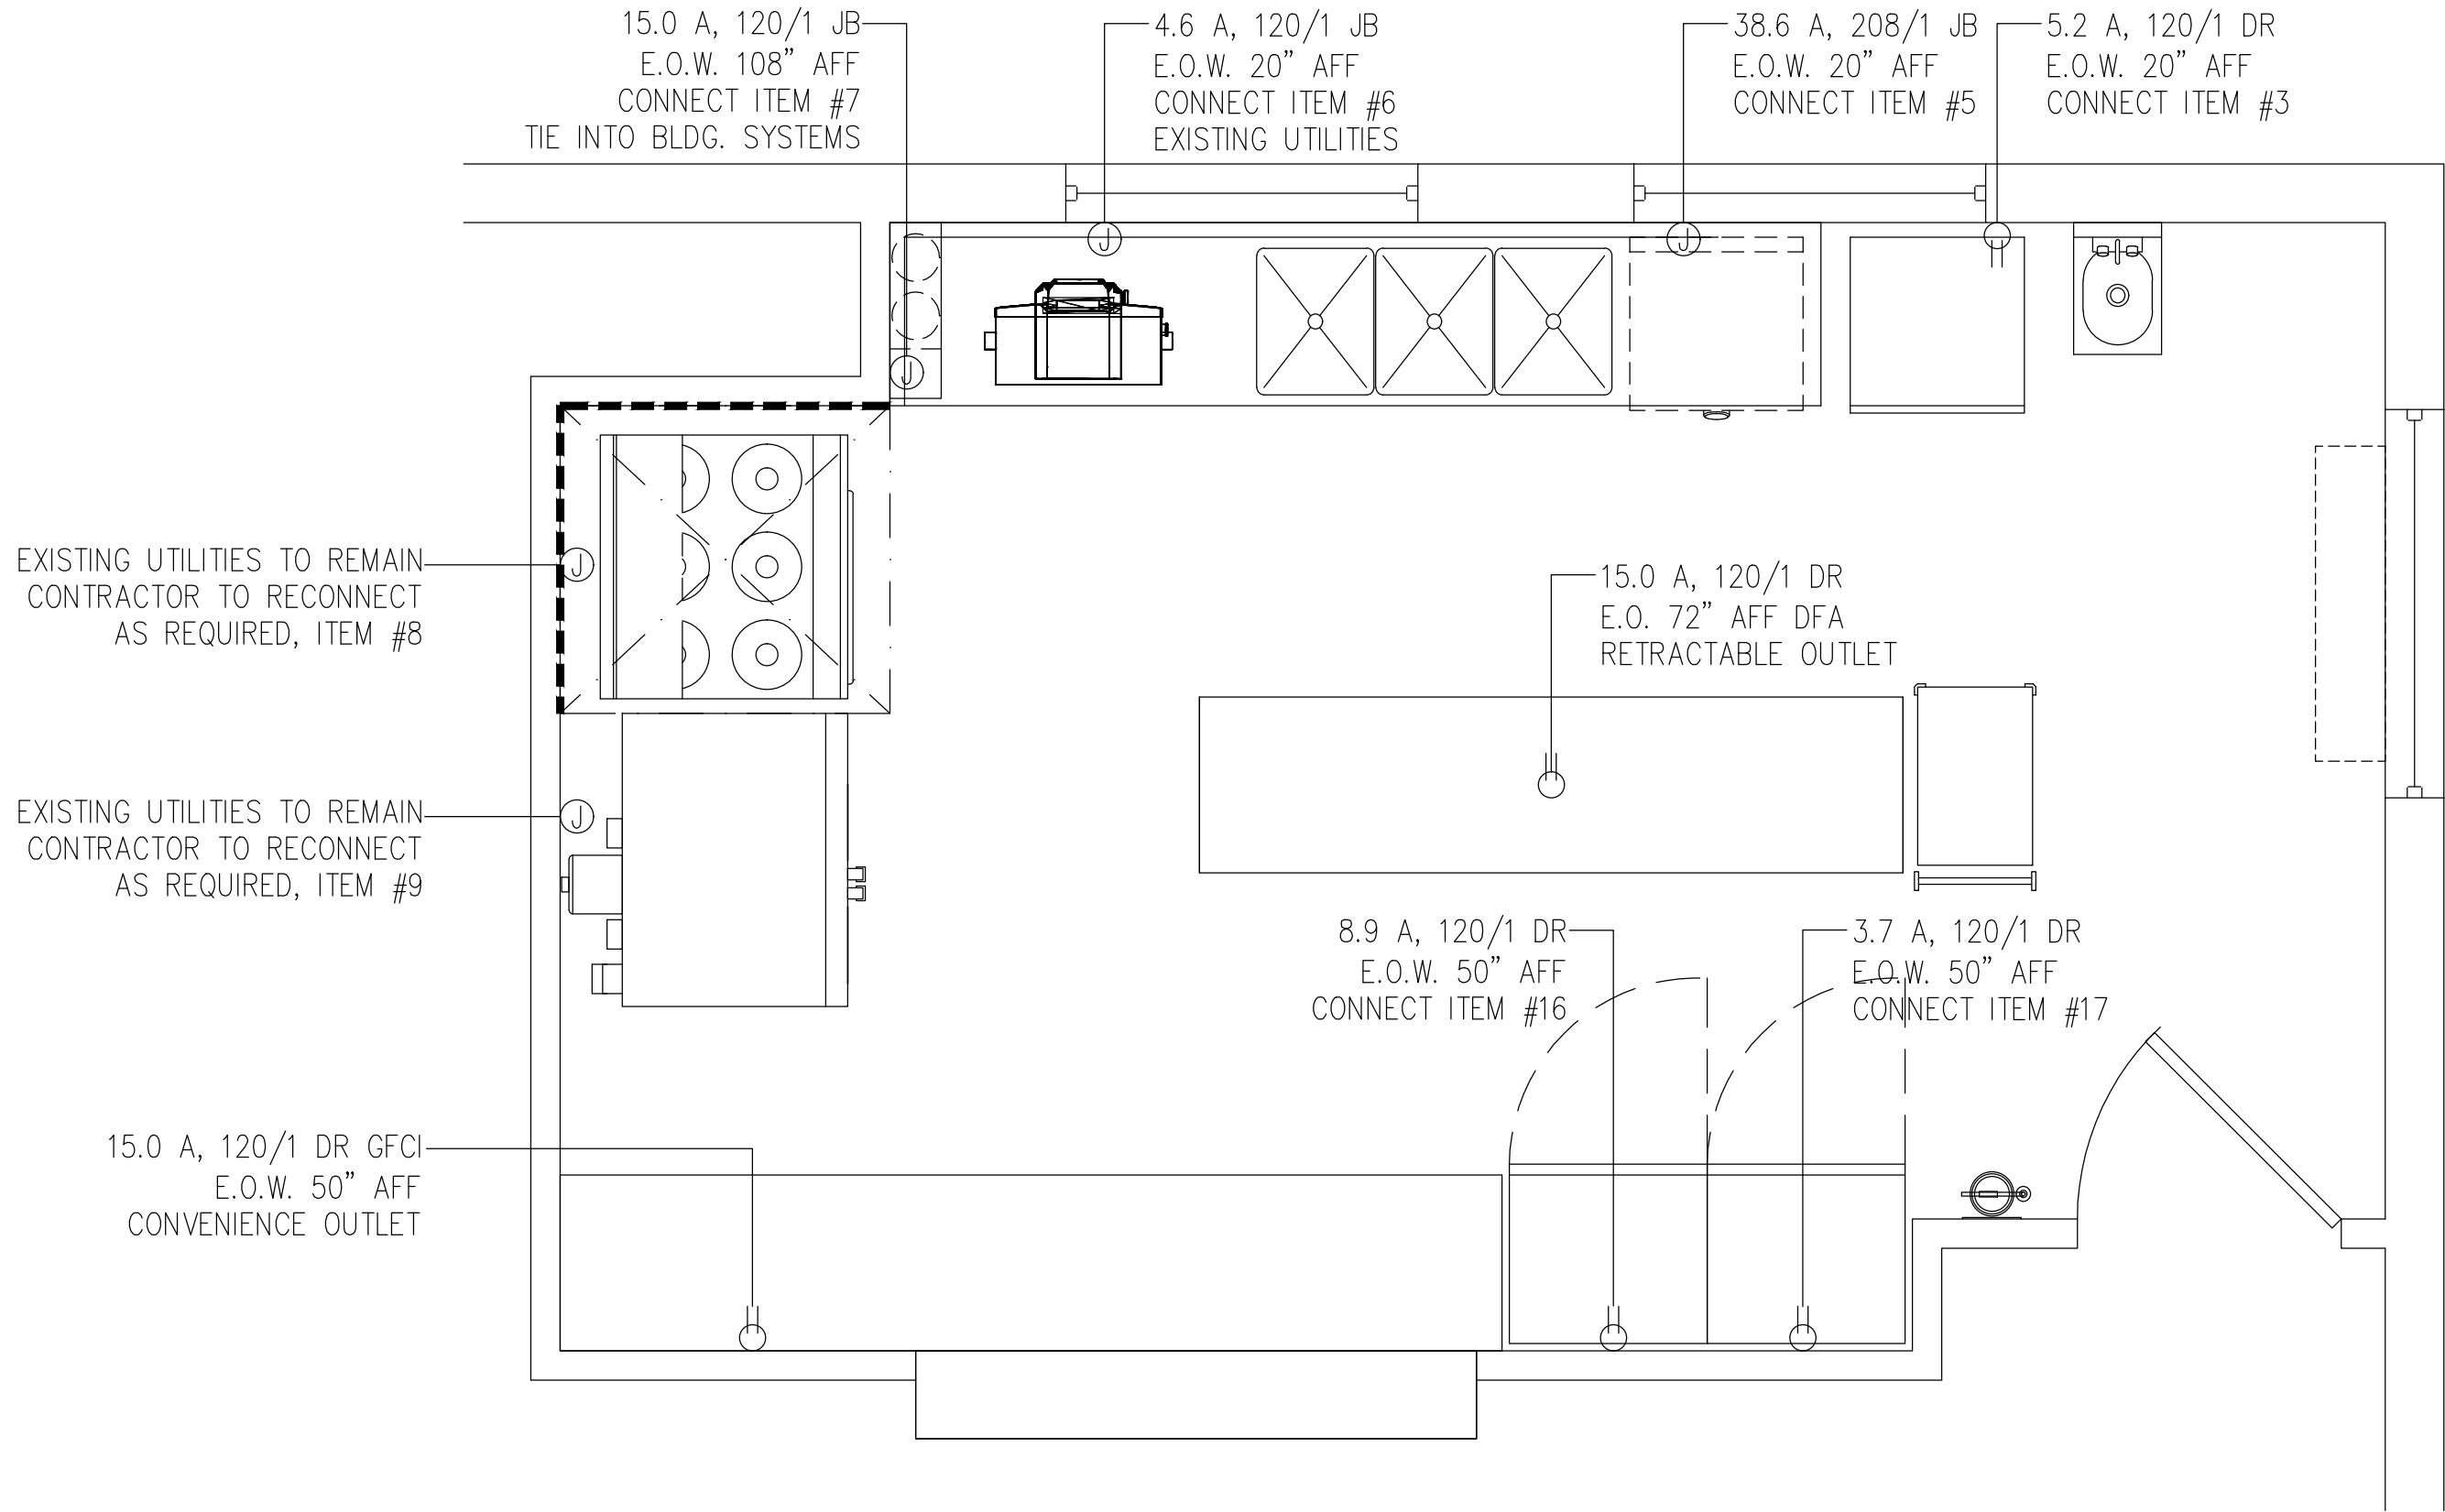 15.0 A, 120/1 JB
E.O.W. 108" AFF
CONNECT ITEM #7
TIE INTO BLDG. SYSTEMS
4.6 A, 120/1 JB
E.O.W. 20" AFF
CONNECT ITEM #6
EXISTING UTILITIES
38.6 A, 208/1 JB
E.O.W. 20" AFF
CONNECT ITEM #5
5.2 A, 120/1 DR
E.O.W. 20" AFF
CONNECT ITEM #3
J
J
J
EXISTING UTILITIES TO REMAIN
CONTRACTOR TO RECONNECT
AS REQUIRED, ITEM #8
J
15.0 A, 120/1 DR
E.O. 72" AFF DFA
RETRACTABLE OUTLET
EXISTING UTILITIES TO REMAIN
CONTRACTOR TO RECONNECT
AS REQUIRED, ITEM #9
J
8.9 A, 120/1 DR
E.O.W. 50" AFF
CONNECT ITEM #16
3.7 A, 120/1 DR
E.O.W. 50" AFF
CONNECT ITEM #17
15.0 A, 120/1 DR GFCI
E.O.W. 50" AFF
CONVENIENCE OUTLET